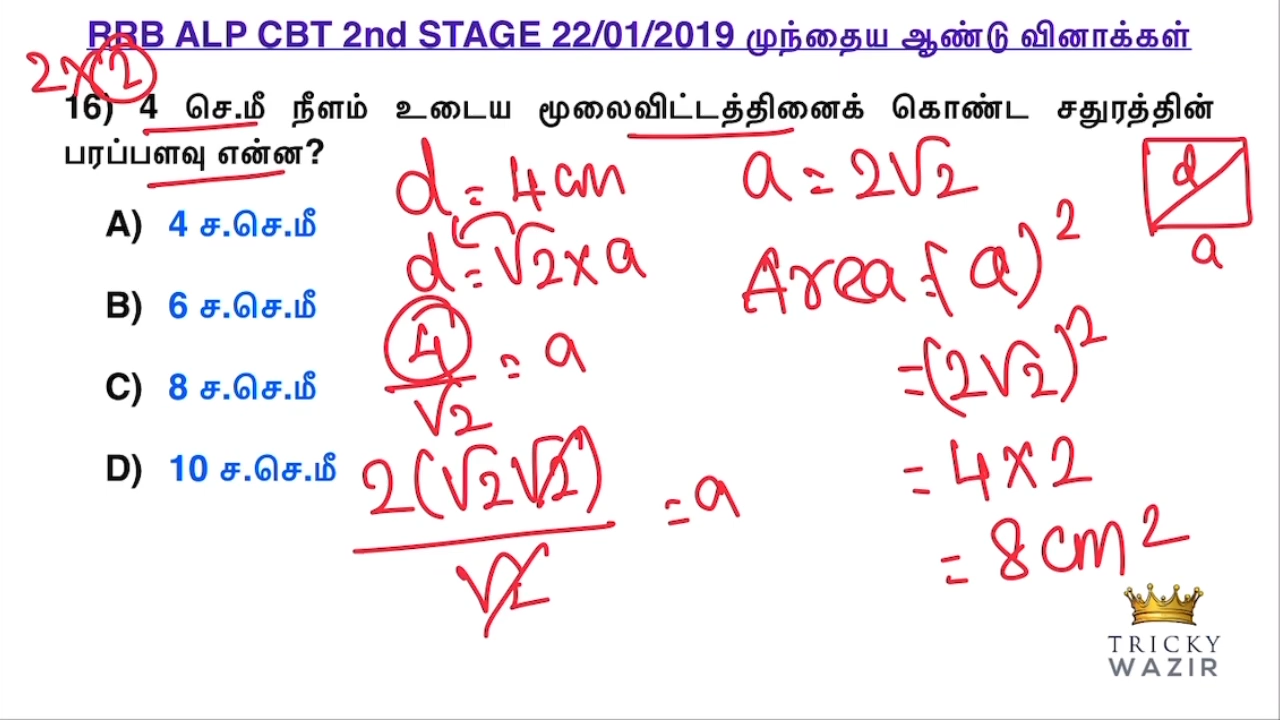 RRB ALP CBT 2nd STAGE 22/01/2019 முந்தைய ஆண்டு வினாக்கள்
2×2
16) 4 செ.மீ நீளம் உடைய மூலைவிட்டத்தினைக் கொண்ட சதுரத்தின்
பரப்பளவு என்ன?
A) 4 ச.செ.மீ
B) 6 ச.செ.மீ
C) 8 ச.செ.மீ
D) 10 ச.செ.மீ
d = 4cm
d = √2 × a
4/√2 = a
2(√2√2)/√2 = a
a = 2√2
Area = (a)²
= (2√2)²
= 4×2
= 8cm²
d
a
TRICKY
WAZIR